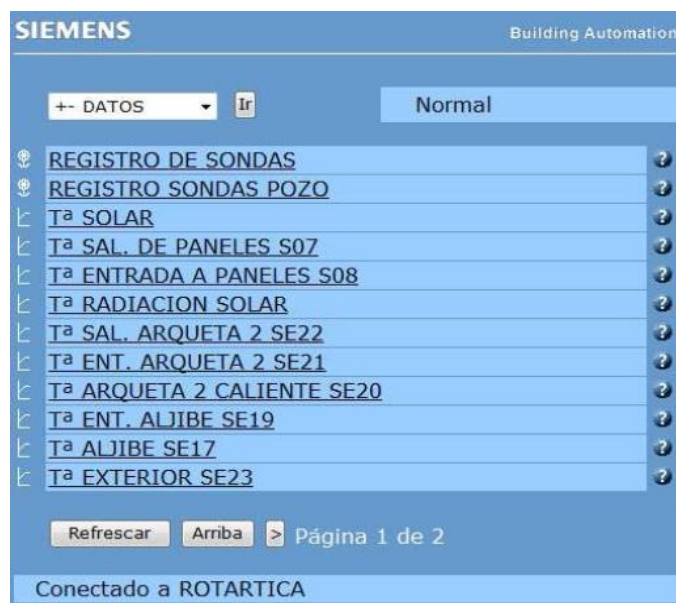 SIEMENS
Building Automation
+- DATOS Ir Normal
REGISTRO DE SONDAS ?
REGISTRO SONDAS POZO ?
Tª SOLAR ?
Tª SAL. DE PANELES S07 ?
Tª ENTRADA A PANELES S08 ?
Tª RADIACION SOLAR ?
Tª SAL. ARQUETA 2 SE22 ?
Tª ENT. ARQUETA 2 SE21 ?
Tª ARQUETA 2 CALIENTE SE20 ?
Tª ENT. ALJIBE SE19 ?
Tª ALJIBE SE17 ?
Tª EXTERIOR SE23 ?
Refrescar Arriba > Página 1 de 2
Conectado a ROTARTICA